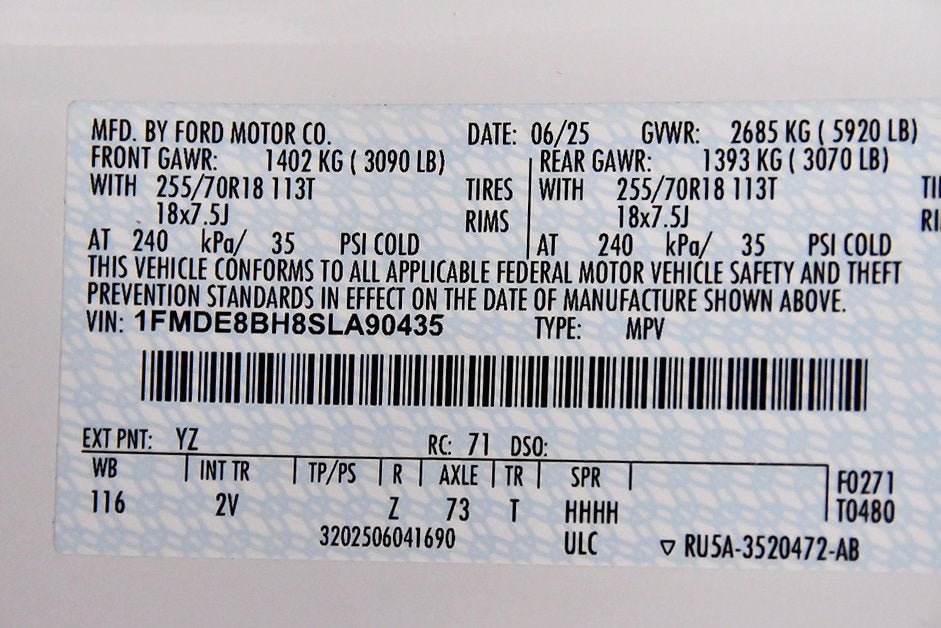 MFD. BY FORD MOTOR CO. DATE: 06/25 GVWR: 2685 KG ( 5920 LB)
FRONT GAWR: 1402 KG ( 3090 LB) REAR GAWR: 1393 KG ( 3070 LB)
WITH 255/70R18 113T TIRES WITH 255/70R18 113T
18x7.5J RIMS 18x7.5J
AT 240 kPa/ 35 PSI COLD AT 240 kPa/ 35 PSI COLD
THIS VEHICLE CONFORMS TO ALL APPLICABLE FEDERAL MOTOR VEHICLE SAFETY AND THEFT
PREVENTION STANDARDS IN EFFECT ON THE DATE OF MANUFACTURE SHOWN ABOVE.
VIN: 1FMDE8BH8SLA90435 TYPE: MPV
EXT PNT: YZ RC: 71 DSO:
WB INT TR TP/PS R AXLE TR SPR F0271
116 2V Z 73 T HHHH T0480
3202506041690 ULC ▽ RU5A-3520472-AB